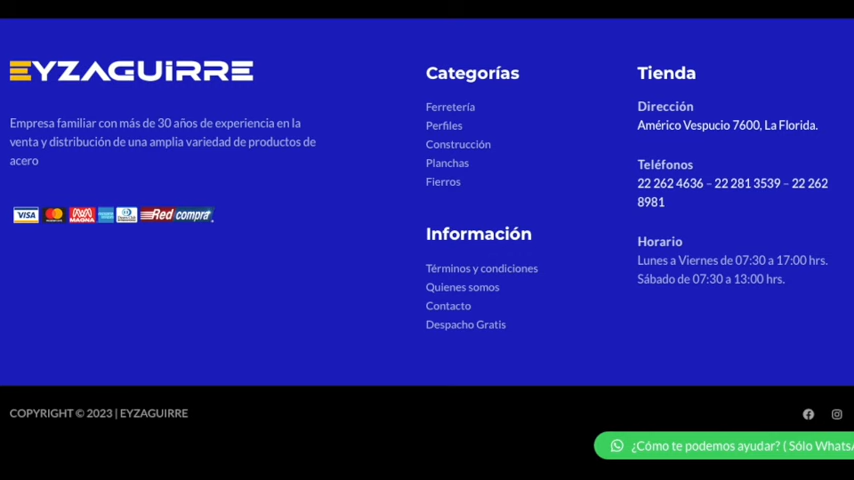 EYZAGUIRRE
Empresa familiar con más de 30 años de experiencia en la
venta y distribución de una amplia variedad de productos de
acero
VISA MAGNA Redcompra
Categorías
Ferretería
Perfiles
Construcción
Planchas
Fierros
Información
Términos y condiciones
Quienes somos
Contacto
Despacho Gratis
Tienda
Dirección
Américo Vespucio 7600, La Florida.
Teléfonos
22 262 4636 – 22 281 3539 – 22 262
8981
Horario
Lunes a Viernes de 07:30 a 17:00 hrs.
Sábado de 07:30 a 13:00 hrs.
COPYRIGHT © 2023 | EYZAGUIRRE
¿Cómo te podemos ayudar? ( Sólo WhatsA